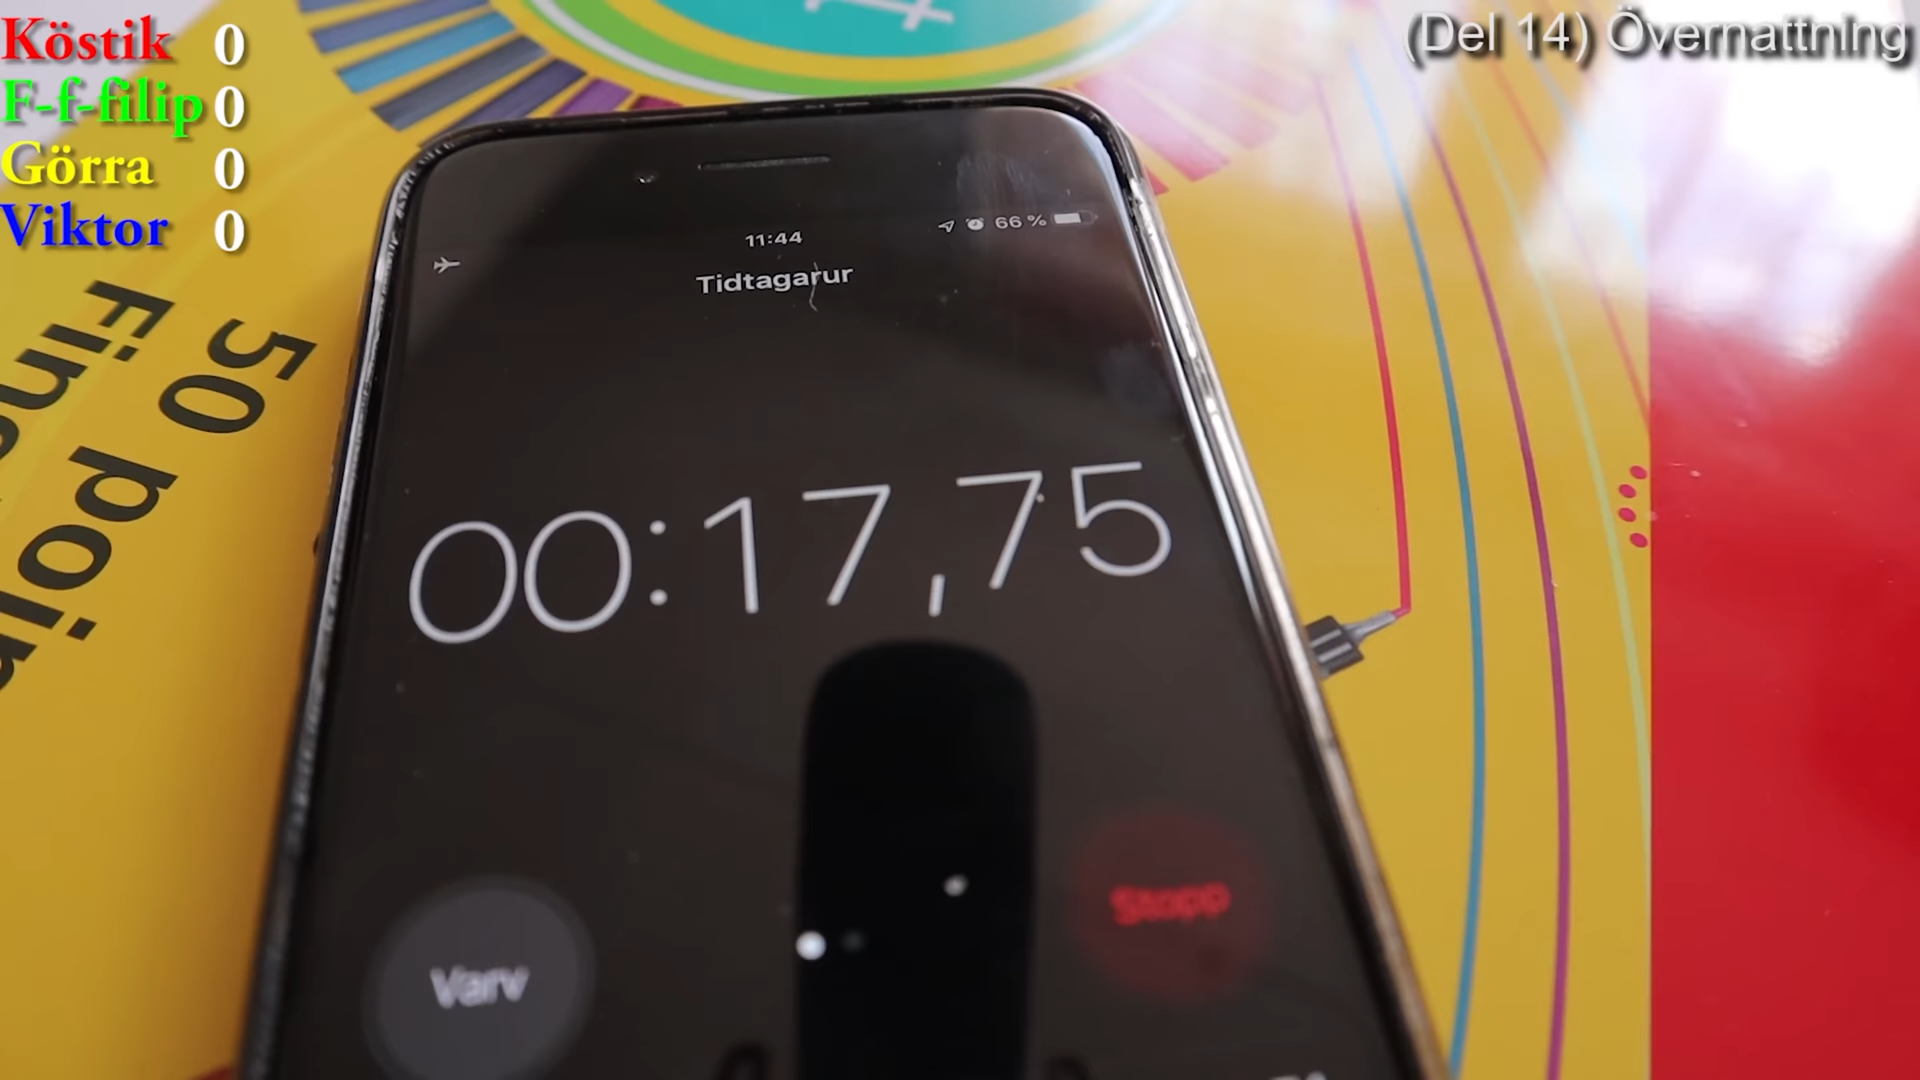 Köstik 0
F-f-filip 0
Görra 0
Viktor 0
(Del 14) Övernattning
11:44
66 %
Tidtagarur
00:17,75
Varv
Stopp
50 poin